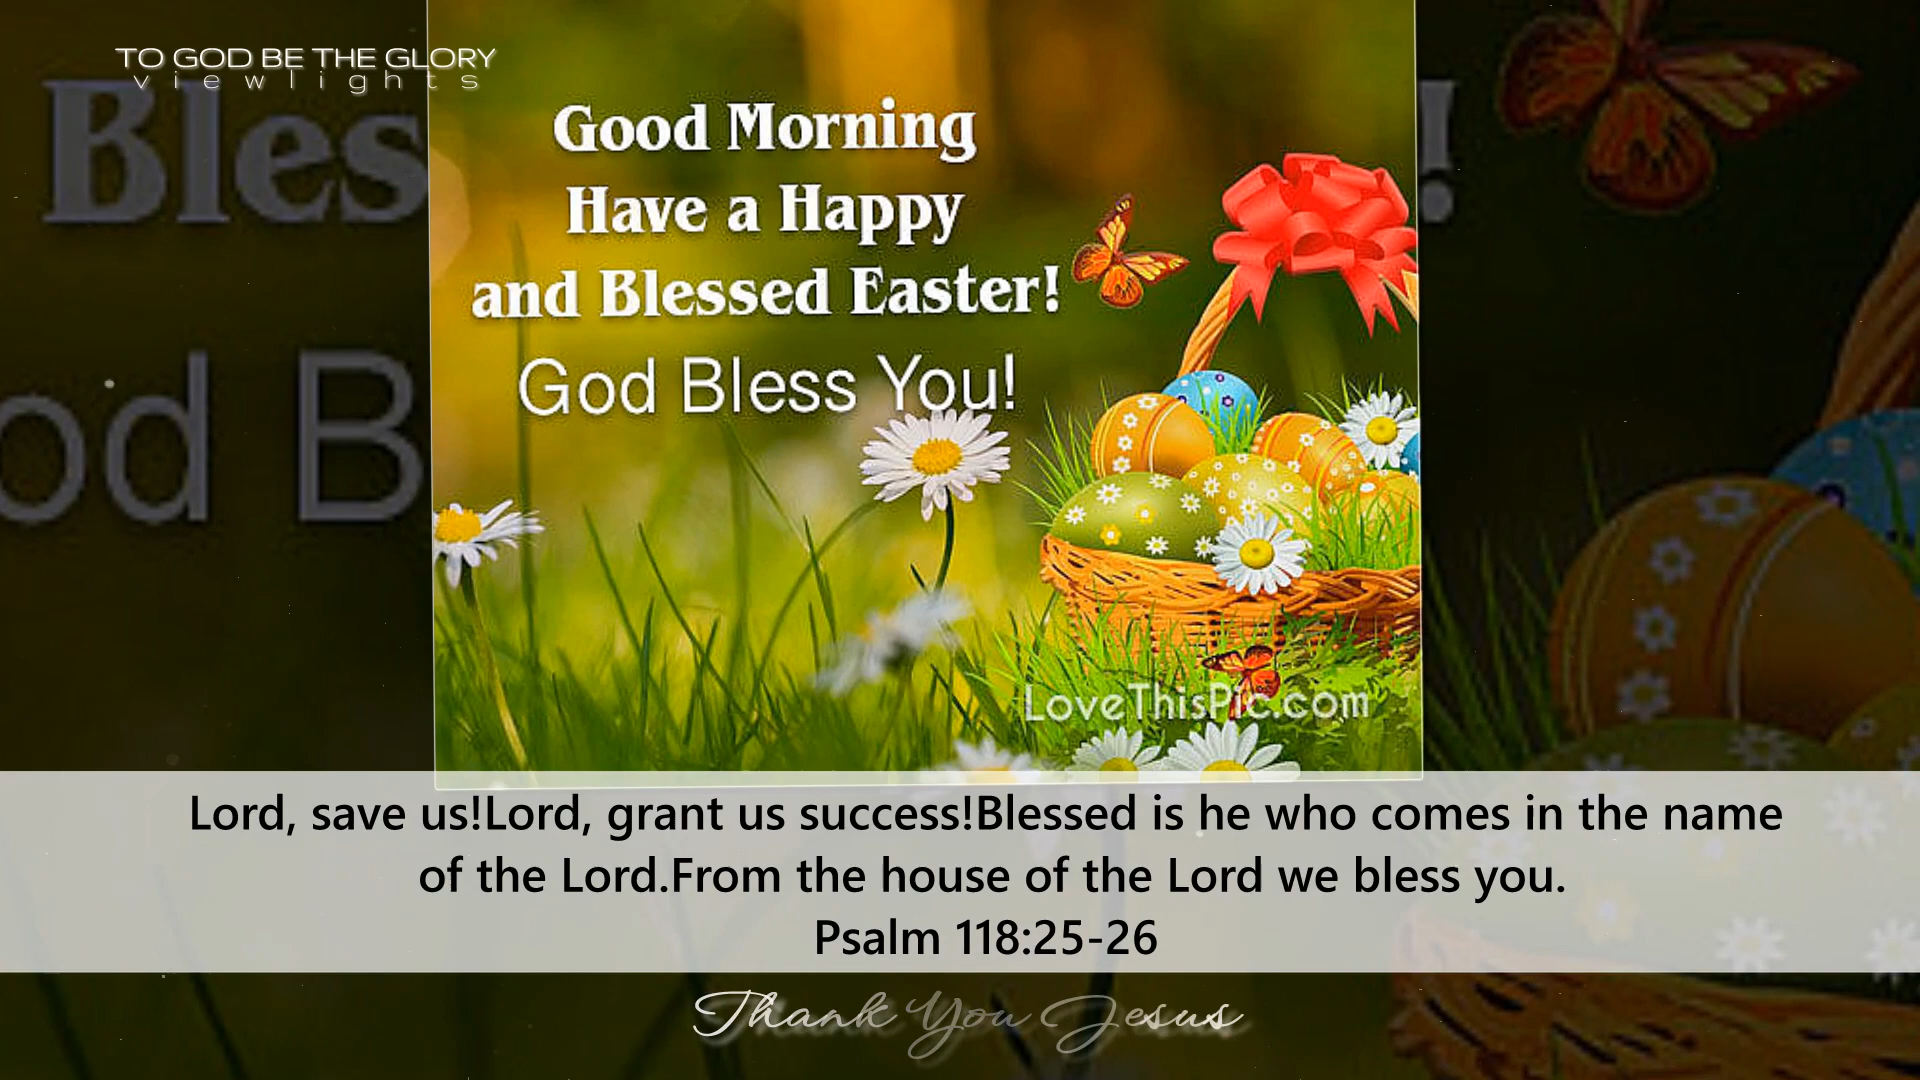 TO GOD BE THE GLORY
viewlights
Bles
!
od B
Good Morning
Have a Happy
and Blessed Easter!
God Bless You!
LoveThisPic.com
Lord, save us!Lord, grant us success!Blessed is he who comes in the name
of the Lord.From the house of the Lord we bless you.
Psalm 118:25-26
Thank You Jesus